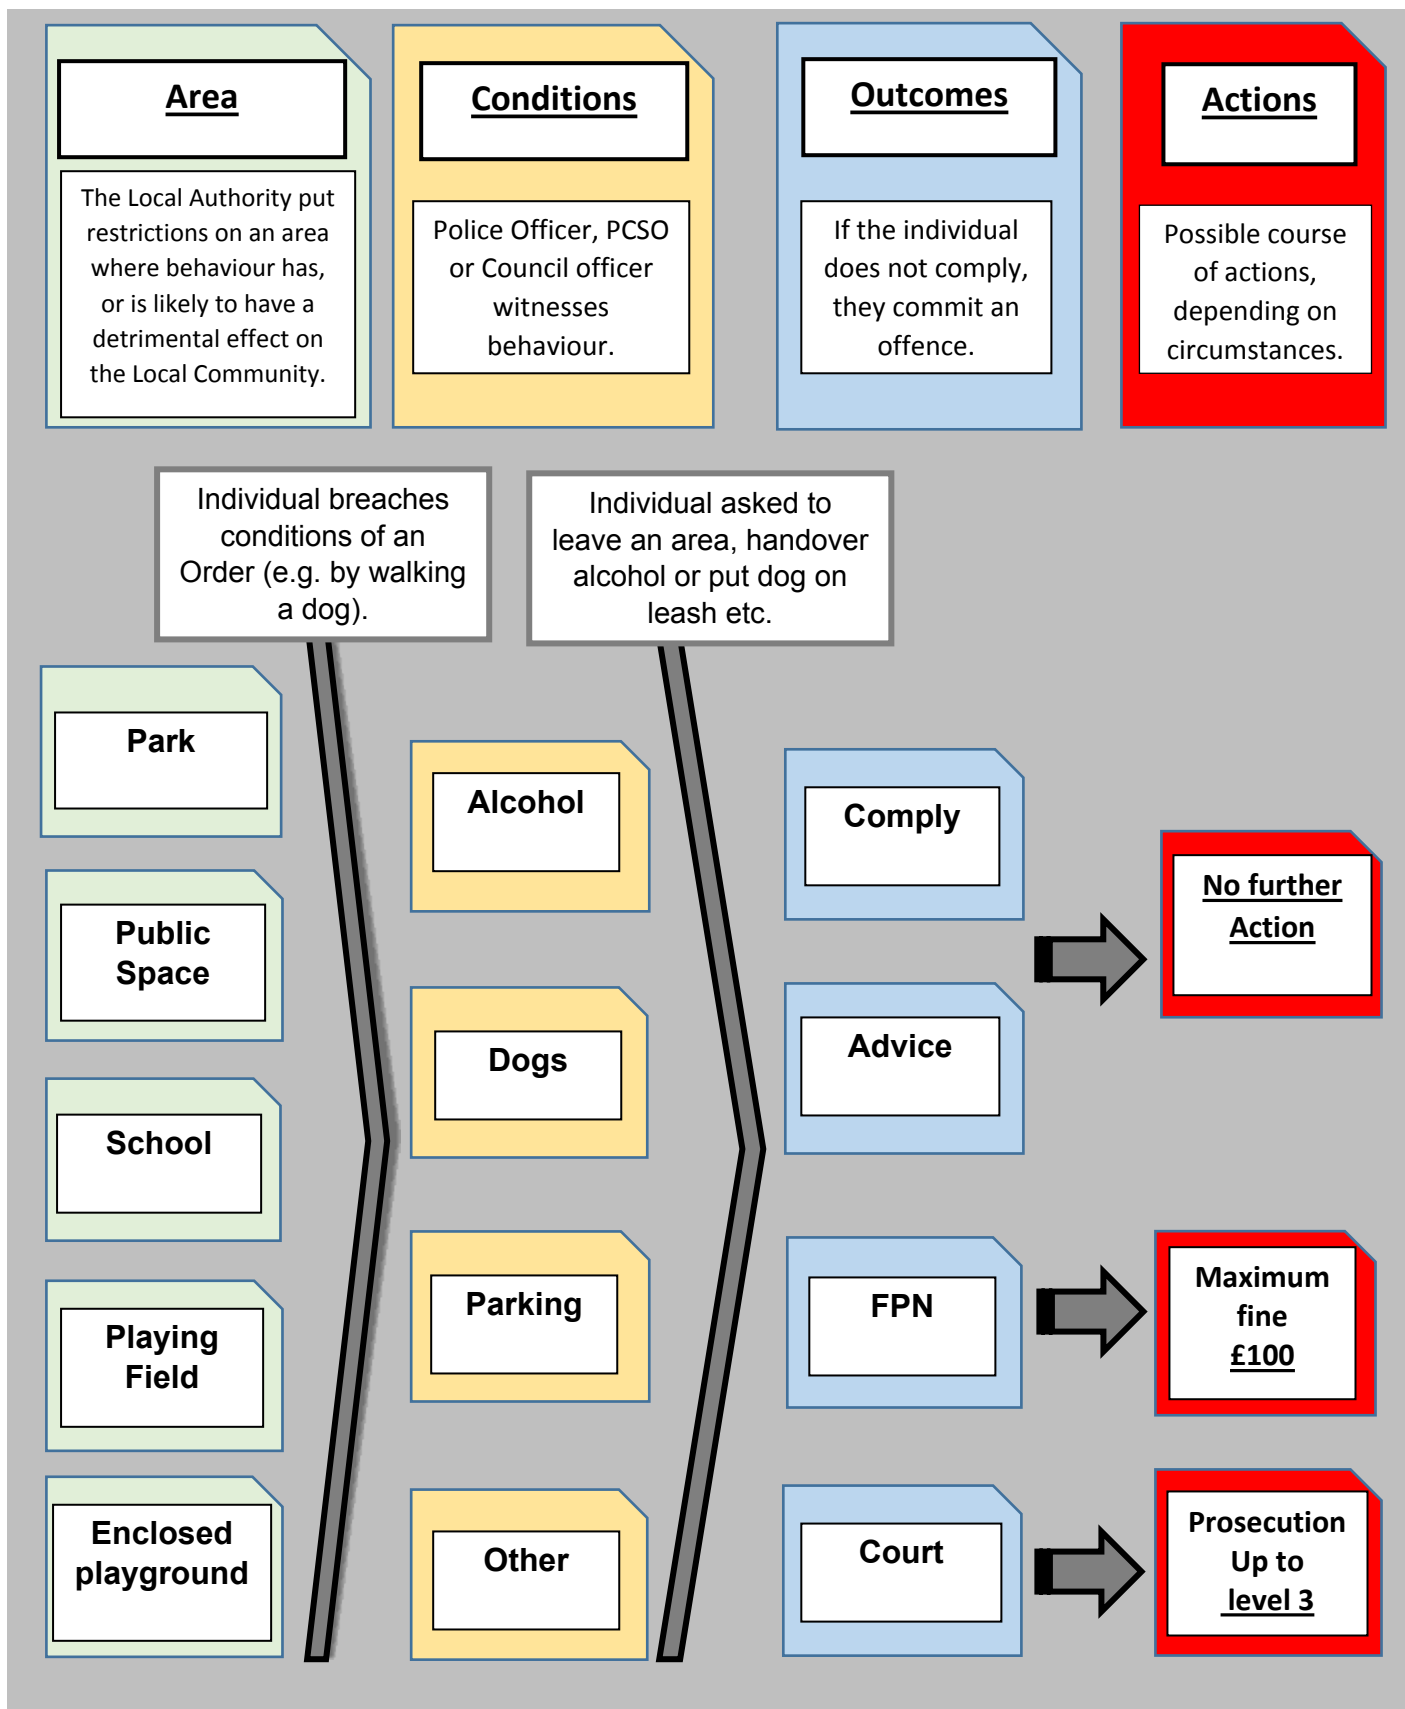 Area
The Local Authority put
restrictions on an area
where behaviour has,
or is likely to have a
detrimental effect on
the Local Community.
Conditions
Police Officer, PCSO
or Council officer
witnesses
behaviour.
Outcomes
If the individual
does not comply,
they commit an
offence.
Actions
Possible course
of actions,
depending on
circumstances.
Individual breaches
conditions of an
Order (e.g. by walking
a dog).
Individual asked to
leave an area, handover
alcohol or put dog on
leash etc.
Park
Public
Space
School
Playing
Field
Enclosed
playground
Alcohol
Dogs
Parking
Other
Comply
Advice
FPN
Court
No further
Action
Maximum
fine
£100
Prosecution
Up to
level 3